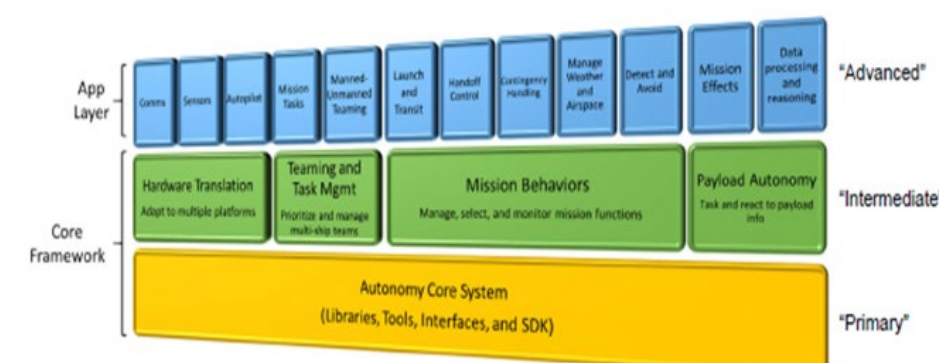 App
Layer
Comms
Sensors
Autopilot
Mission
Tasks
Manned-
Unmanned
Teaming
Launch
and
Transit
Handoff
Control
Contingency
Handling
Manage
Weather
and
Airspace
Detect and
Avoid
Mission
Effects
Data
processing
and
reasoning
“Advanced”
Core
Framework
Hardware Translation
Adapt to multiple platforms
Teaming and
Task Mgmt
Prioritize and manage
multi-ship teams
Mission Behaviors
Manage, select, and monitor mission functions
Payload Autonomy
Task and react to payload
info
“Intermediate
Autonomy Core System
(Libraries, Tools, Interfaces, and SDK)
“Primary”